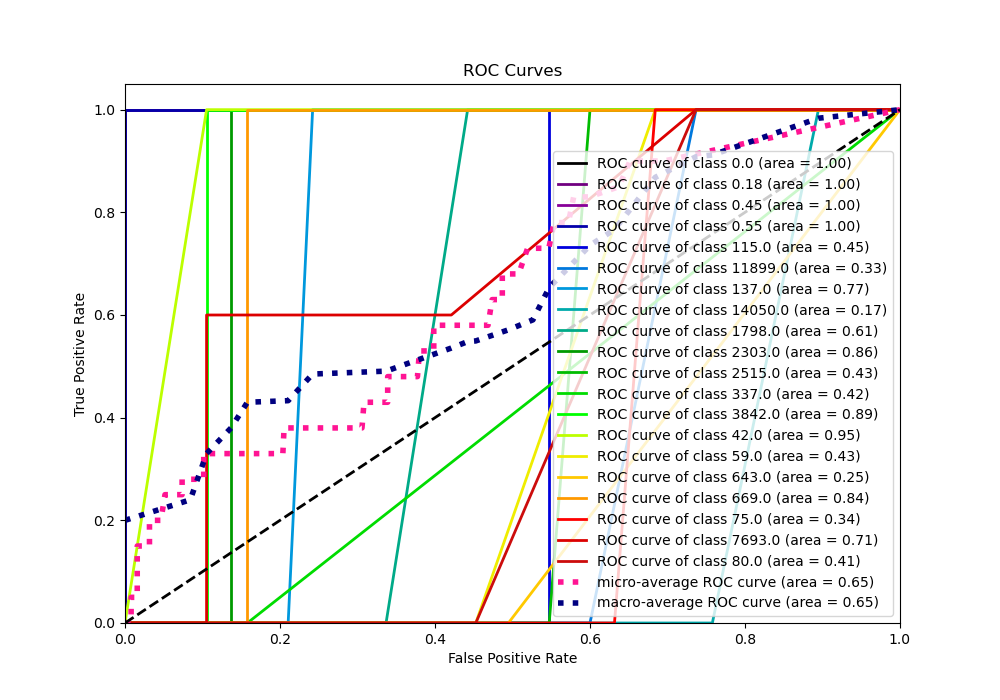 ROC Curves
True Positive Rate
1.0
0.8
0.6
0.4
0.2
0.0
ROC curve of class 0.0 (area = 1.00)
ROC curve of class 0.18 (area = 1.00)
ROC curve of class 0.45 (area = 1.00)
ROC curve of class 0.55 (area = 1.00)
ROC curve of class 115.0 (area = 0.45)
ROC curve of class 11899.0 (area = 0.33)
ROC curve of class 137.0 (area = 0.77)
ROC curve of class 14050.0 (area = 0.17)
ROC curve of class 1798.0 (area = 0.61)
ROC curve of class 2303.0 (area = 0.86)
ROC curve of class 2515.0 (area = 0.43)
ROC curve of class 337.0 (area = 0.42)
ROC curve of class 3842.0 (area = 0.89)
ROC curve of class 42.0 (area = 0.95)
ROC curve of class 59.0 (area = 0.43)
ROC curve of class 643.0 (area = 0.25)
ROC curve of class 669.0 (area = 0.84)
ROC curve of class 75.0 (area = 0.34)
ROC curve of class 7693.0 (area = 0.71)
ROC curve of class 80.0 (area = 0.41)
micro-average ROC curve (area = 0.65)
macro-average ROC curve (area = 0.65)
0.0 0.2 0.4 0.6 0.8 1.0
False Positive Rate